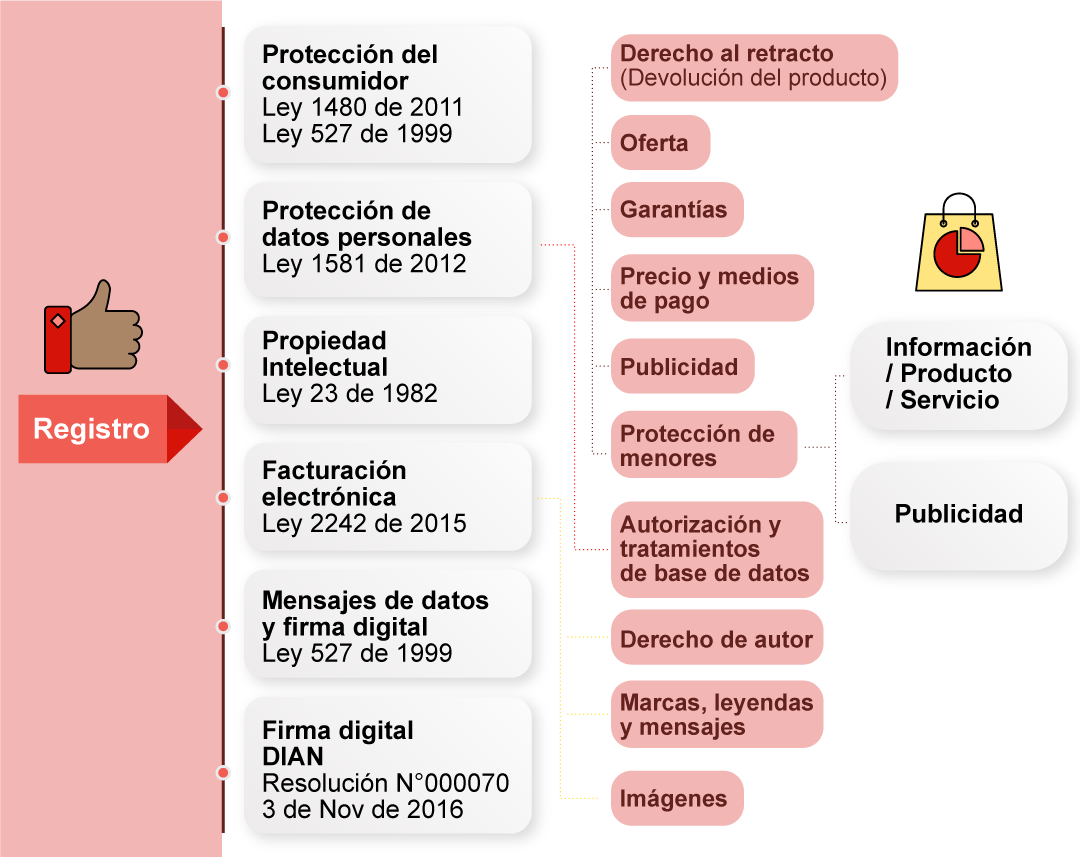 Registro
Protección del
consumidor
Ley 1480 de 2011
Ley 527 de 1999
Protección de
datos personales
Ley 1581 de 2012
Propiedad
Intelectual
Ley 23 de 1982
Facturación
electrónica
Ley 2242 de 2015
Mensajes de datos
y firma digital
Ley 527 de 1999
Firma digital
DIAN
Resolución N°000070
3 de Nov de 2016
Derecho al retracto
(Devolución del producto)
Oferta
Garantías
Precio y medios
de pago
Publicidad
Protección de
menores
Autorización y
tratamientos
de base de datos
Derecho de autor
Marcas, leyendas
y mensajes
Imágenes
Información
/ Producto
/ Servicio
Publicidad